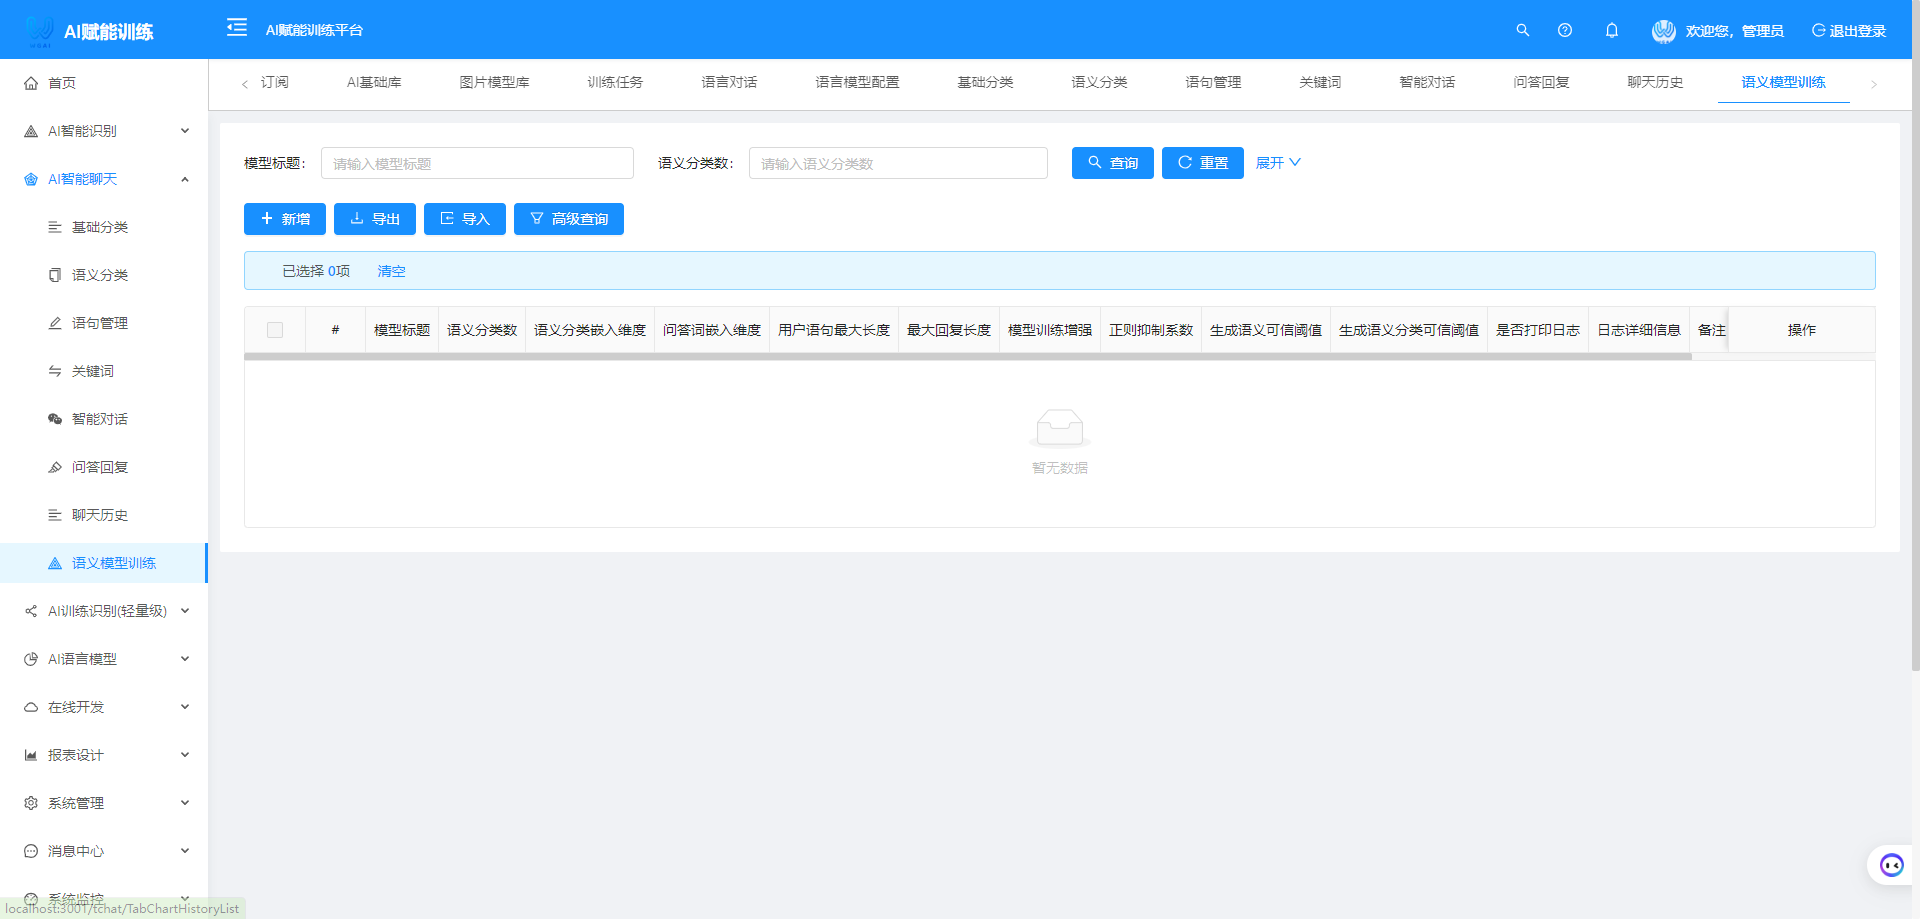 AI赋能训练
AI赋能训练平台
欢迎您，管理员
退出登录
首页
AI智能识别
AI智能聊天
基础分类
语义分类
语句管理
关键词
智能对话
问答回复
聊天历史
语义模型训练
AI训练识别(轻量级)
AI语言模型
在线开发
报表设计
系统管理
消息中心
系统监控
localhost:3001/tchat/TabChartHistoryList
订阅 AI基础库 图片模型库 训练任务 语言对话 语言模型配置 基础分类 语义分类 语句管理 关键词 智能对话 问答回复 聊天历史 语义模型训练
模型标题： 请输入模型标题 语义分类数： 请输入语义分类数 查询 重置 展开
新增 导出 导入 高级查询
已选择 0项 清空
# 模型标题 语义分类数 语义分类嵌入维度 问答词嵌入维度 用户语句最大长度 最大回复长度 模型训练增强 正则抑制系数 生成语义可信阈值 生成语义分类可信阈值 是否打印日志 日志详细信息 备注 操作
暂无数据